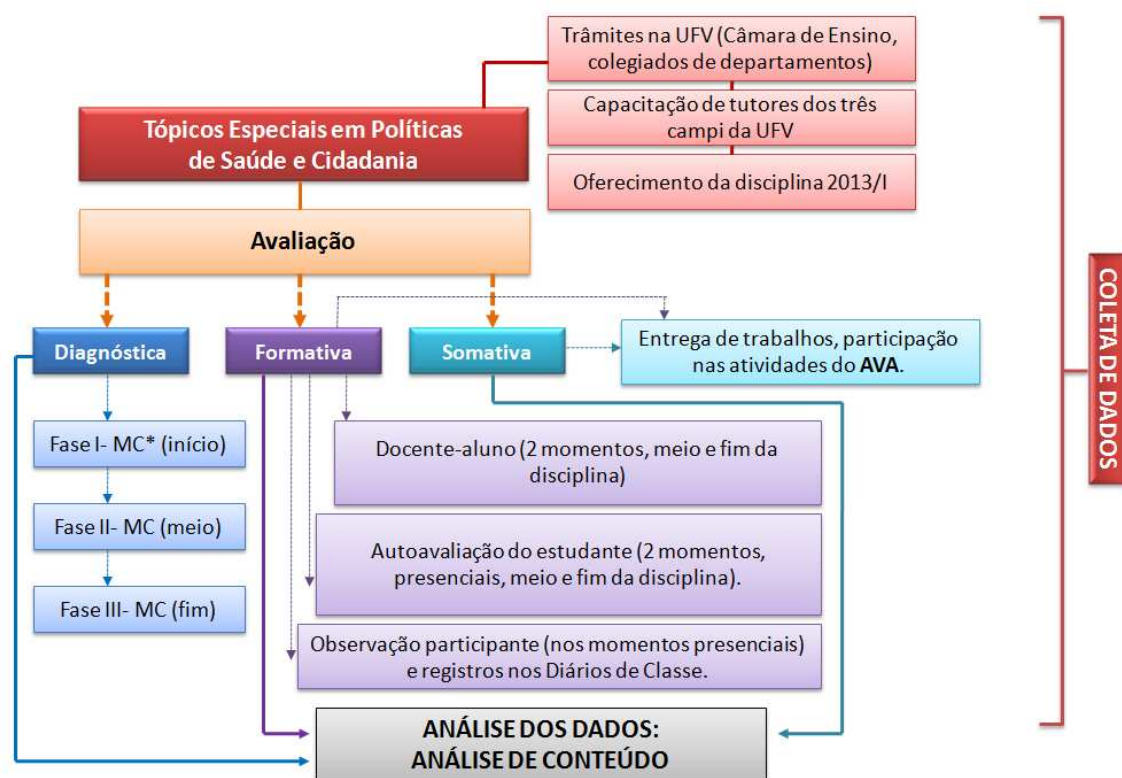 Trâmites na UFV (Câmara de Ensino,
colegiados de departamentos)
Capacitação de tutores dos três
campi da UFV
Oferecimento da disciplina 2013/I
Tópicos Especiais em Políticas
de Saúde e Cidadania
Avaliação
Diagnóstica
Formativa
Somativa
Entrega de trabalhos, participação
nas atividades do AVA.
Fase I- MC* (início)
Fase II- MC (meio)
Fase III- MC (fim)
Docente-aluno (2 momentos, meio e fim da
disciplina)
Autoavaliação do estudante (2 momentos,
presenciais, meio e fim da disciplina).
Observação participante (nos momentos presenciais)
e registros nos Diários de Classe.
ANÁLISE DOS DADOS:
ANÁLISE DE CONTEÚDO
COLETA DE DADOS